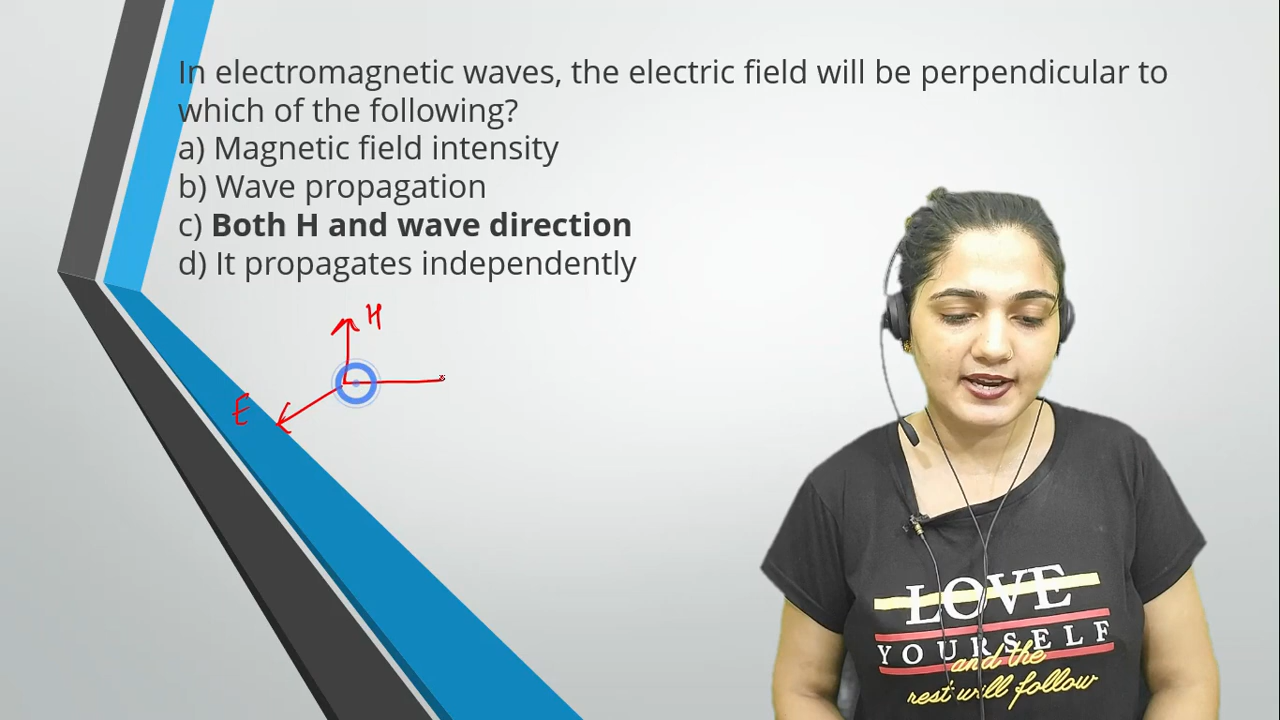 In electromagnetic waves, the electric field will be perpendicular to
which of the following?
a) Magnetic field intensity
b) Wave propagation
c) Both H and wave direction
d) It propagates independently
H
E
LOVE
YOURSELF
and the
rest will follow